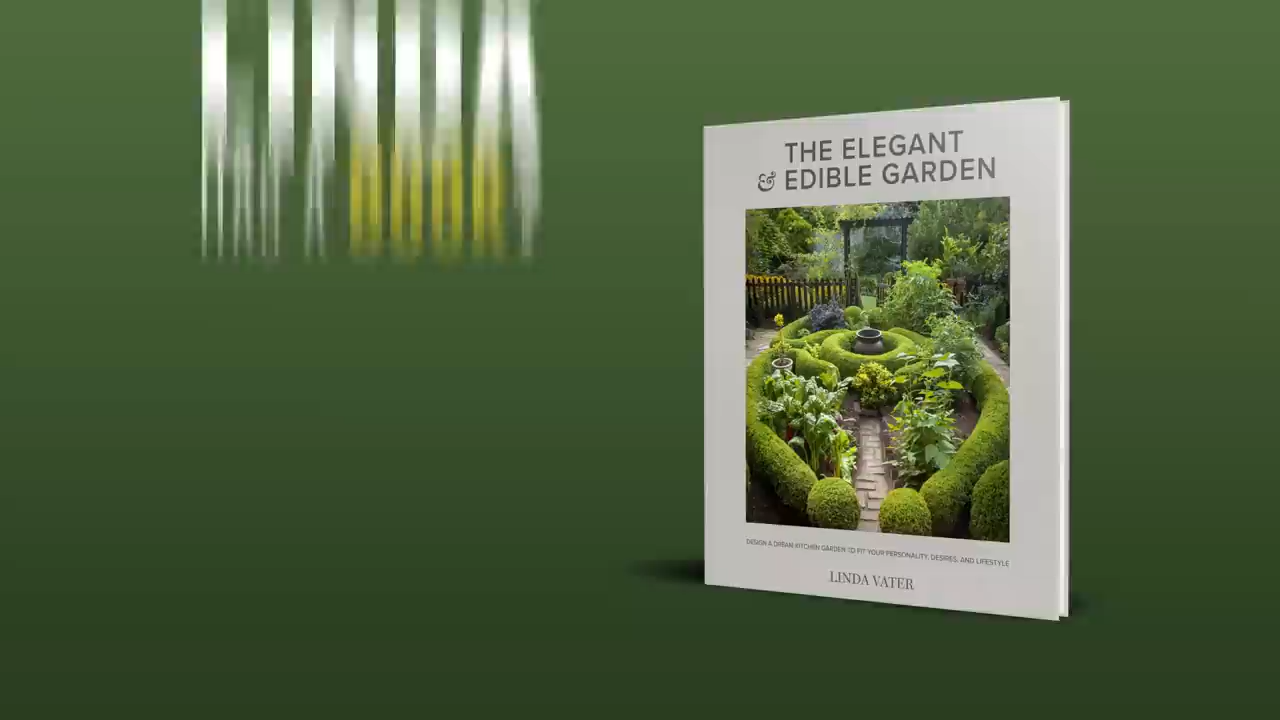 THE ELEGANT
& EDIBLE GARDEN
DESIGN A DREAM KITCHEN GARDEN TO FIT YOUR PERSONALITY, DESIRES, AND LIFESTYLE
LINDA VATER